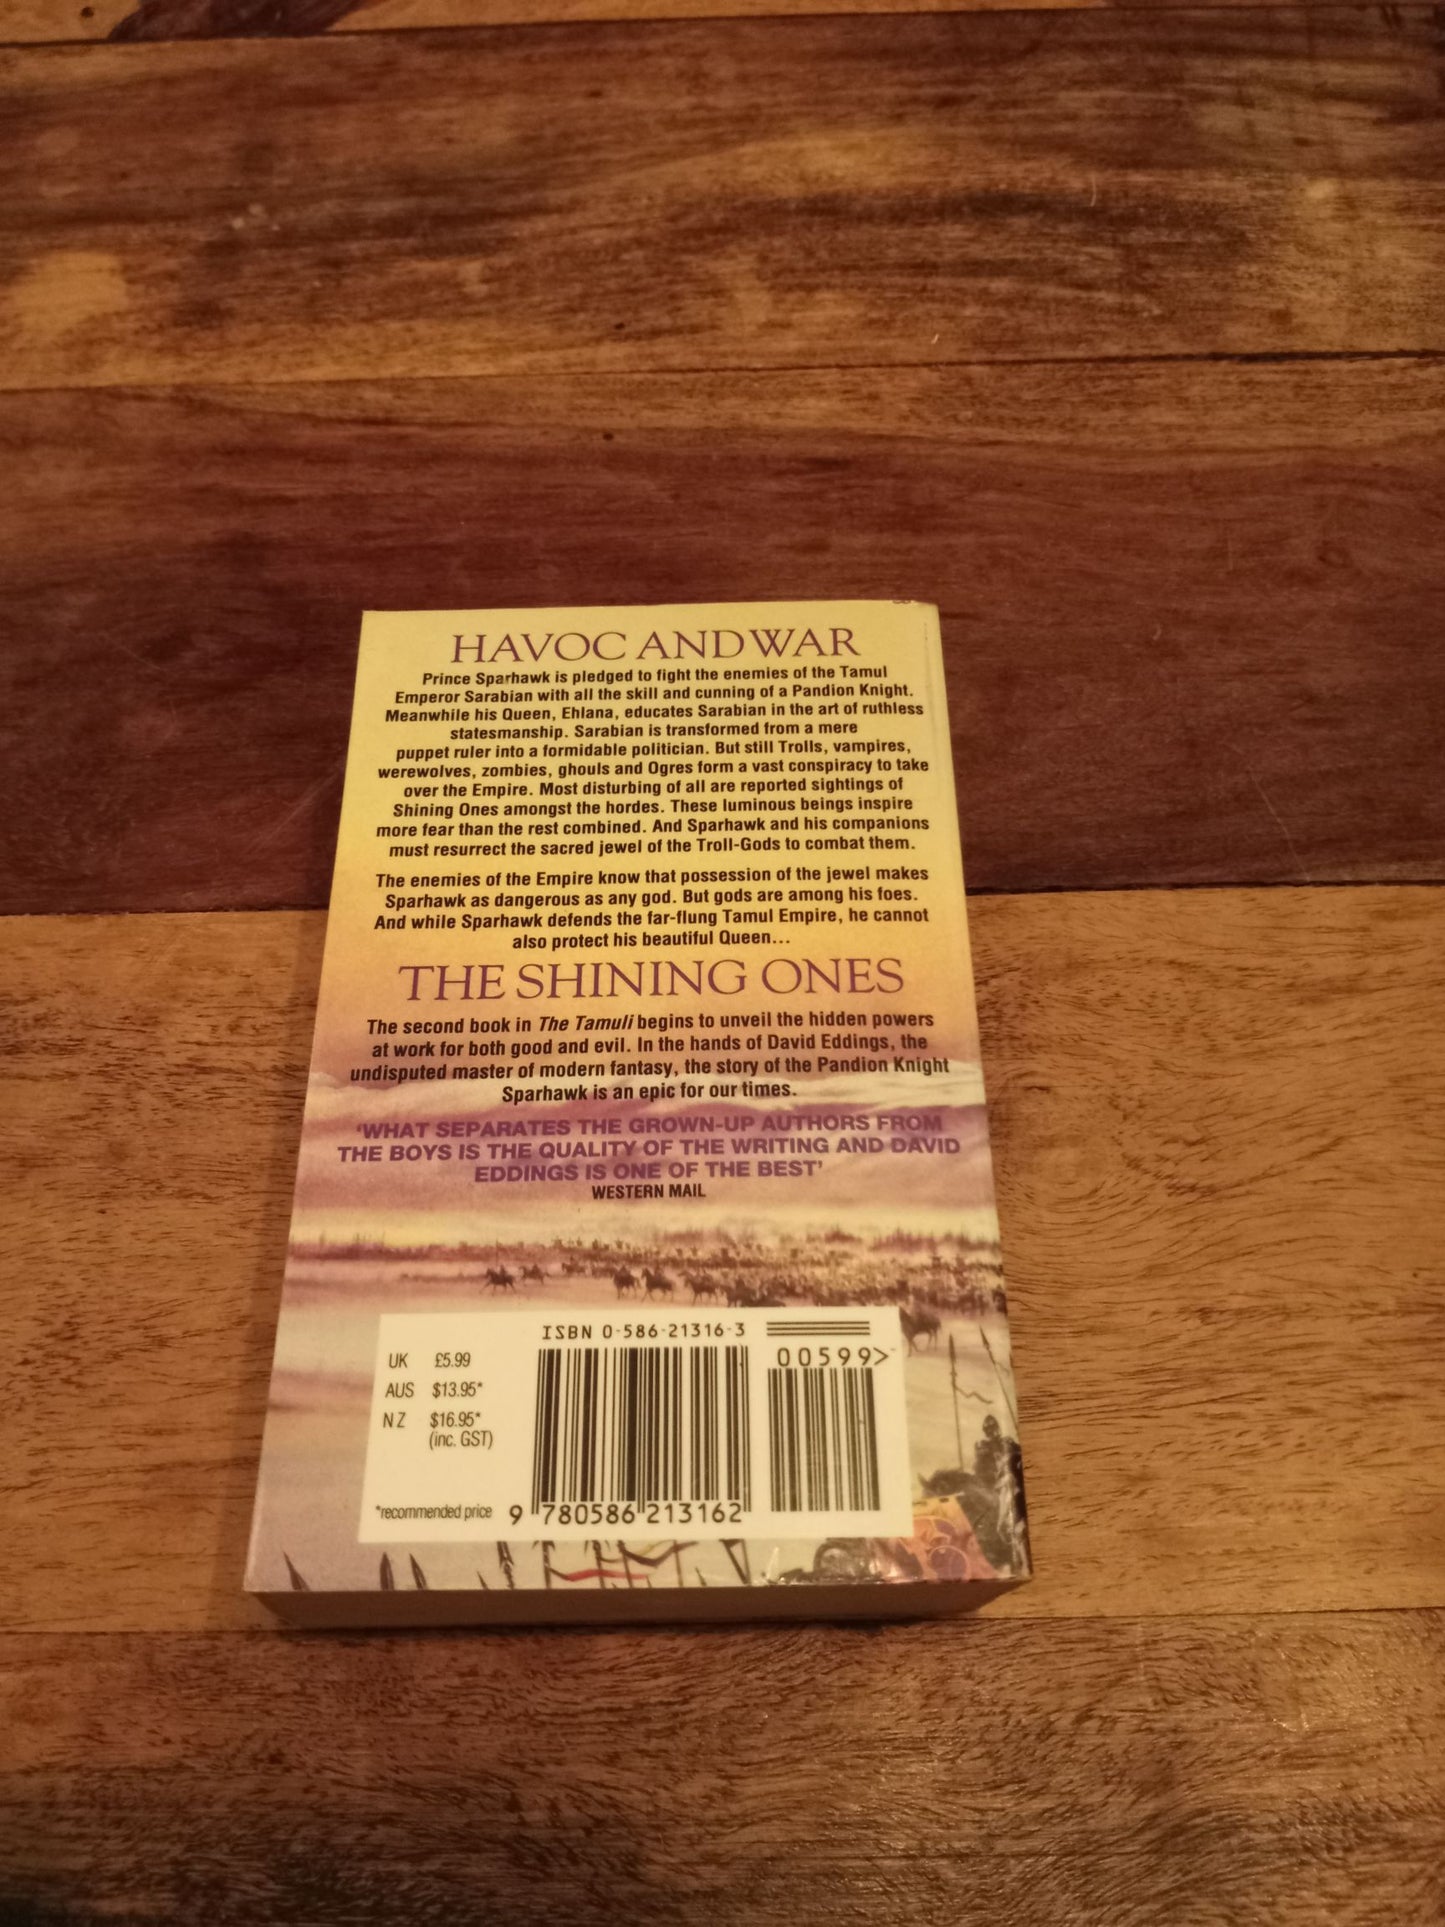 HAVOC AND WAR
Prince Sparhawk is pledged to fight the enemies of the Tamul
Emperor Sarabian with all the skill and cunning of a Pandion Knight.
Meanwhile his Queen, Ehlana, educates Sarabian in the art of ruthless
statesmanship. Sarabian is transformed from a mere
puppet ruler into a formidable politician. But still Trolls, vampires,
werewolves, zombies, ghouls and Ogres form a vast conspiracy to take
over the Empire. Most disturbing of all are reported sightings of
Shining Ones amongst the hordes. These luminous beings inspire
more fear than the rest combined. And Sparhawk and his companions
must resurrect the sacred jewel of the Troll-Gods to combat them.
The enemies of the Empire know that possession of the jewel makes
Sparhawk as dangerous as any god. But gods are among his foes.
And while Sparhawk defends the far-flung Tamul Empire, he cannot
also protect his beautiful Queen...
THE SHINING ONES
The second book in The Tamuli begins to unveil the hidden powers
at work for both good and evil. In the hands of David Eddings, the
undisputed master of modern fantasy, the story of the Pandion Knight
Sparhawk is an epic for our times.
'WHAT SEPARATES THE GROWN-UP AUTHORS FROM
THE BOYS IS THE QUALITY OF THE WRITING AND DAVID
EDDINGS IS ONE OF THE BEST'
WESTERN MAIL
ISBN 0-586-21316-3
00599>
UK £5.99
AUS $13.95*
NZ $16.95*
(inc. GST)
*recommended price
9 780586 213162